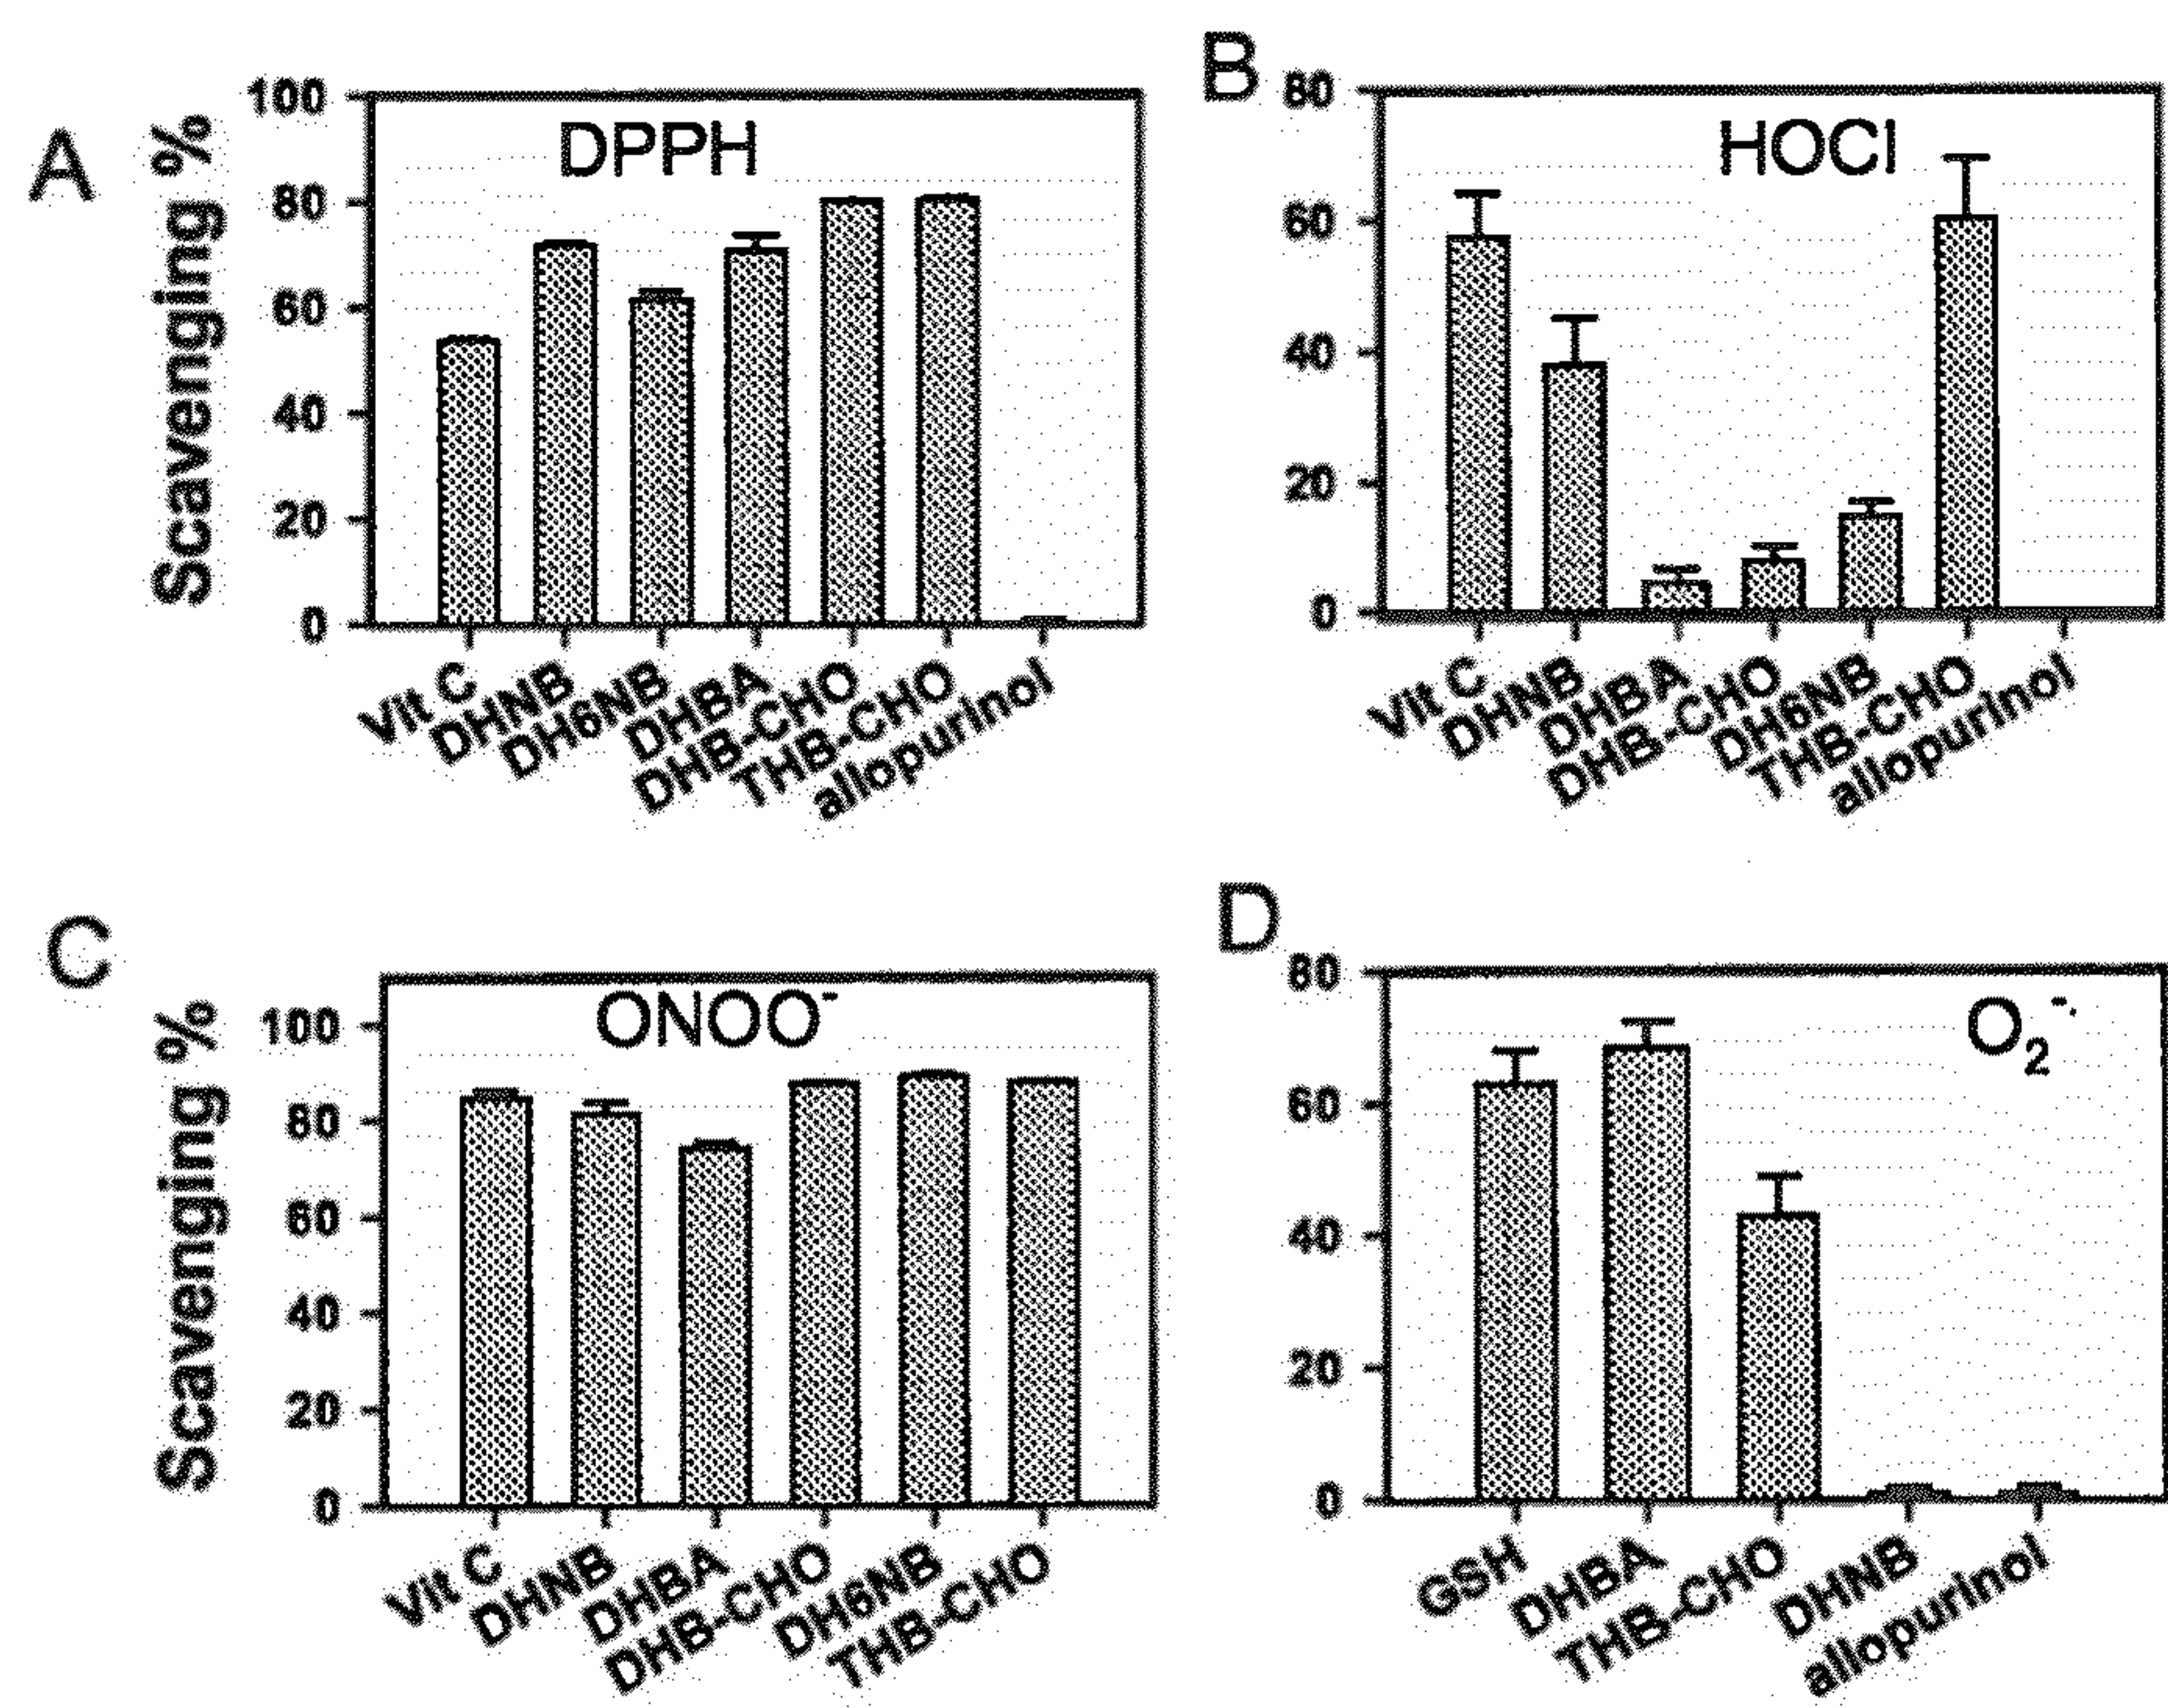 A
Scavenging %
DPPH
100
80
60
40
20
0
Vit C
DHNB
DH6NB
DHBA
DHB-CHO
THB-CHO
allopurinol
B
HOCl
80
60
40
20
0
Vit C
DHNB
DHBA
DHB-CHO
DH6NB
THB-CHO
allopurinol
C
Scavenging %
ONOO⁻
100
80
60
40
20
0
Vit C
DHNB
DHBA
DHB-CHO
DH6NB
THB-CHO
D
O₂⁻·
80
60
40
20
0
GSH
DHBA
THB-CHO
DHNB
allopurinol